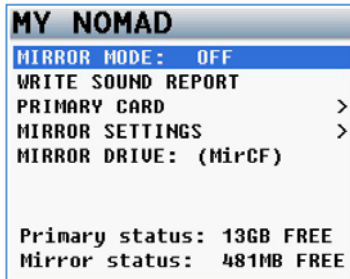 MY NOMAD
MIRROR MODE: OFF
WRITE SOUND REPORT
PRIMARY CARD >
MIRROR SETTINGS >
MIRROR DRIVE: (MirCF)
Primary status: 13GB FREE
Mirror status: 481MB FREE